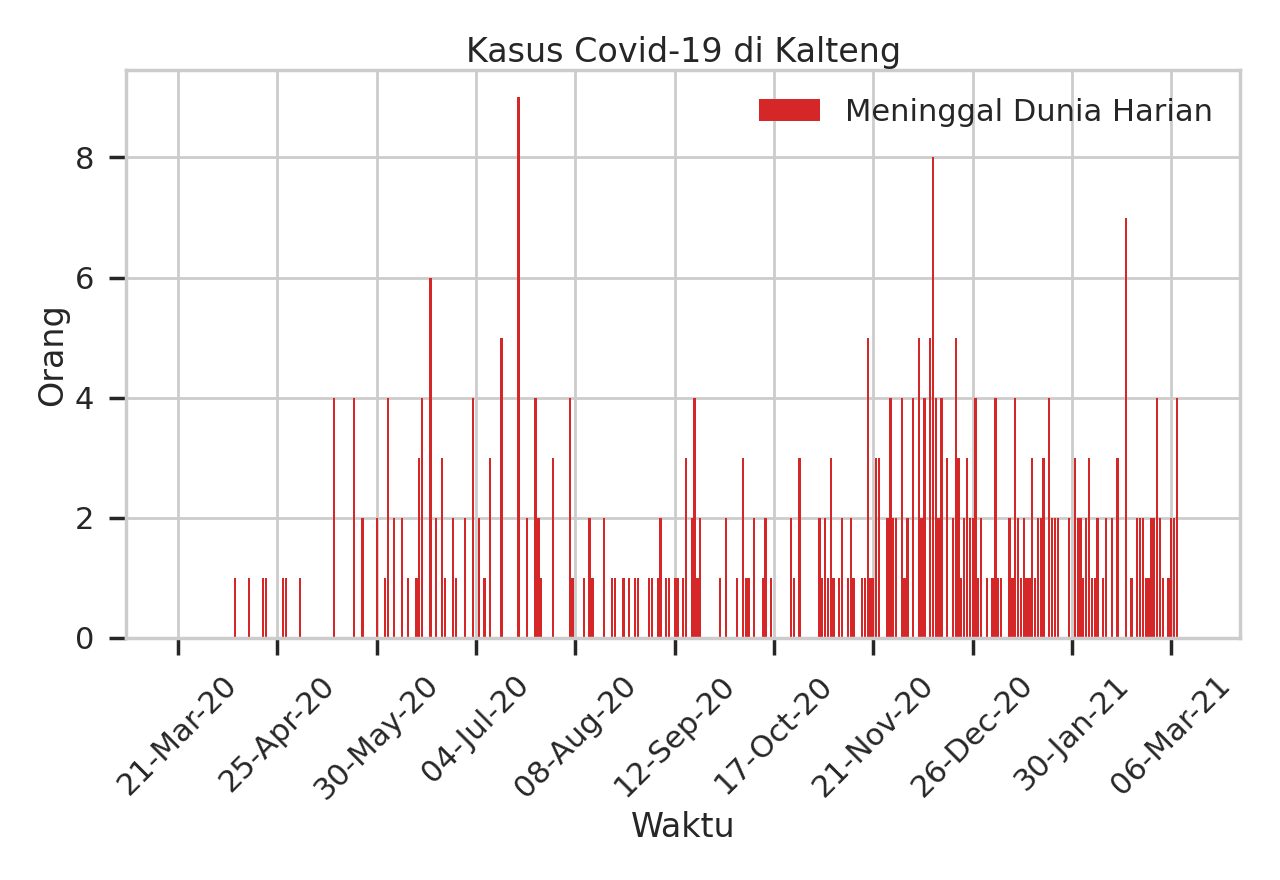 Kasus Covid-19 di Kalteng
Meninggal Dunia Harian
Orang
8
6
4
2
0
21-Mar-20
25-Apr-20
30-May-20
04-Jul-20
08-Aug-20
12-Sep-20
17-Oct-20
21-Nov-20
26-Dec-20
30-Jan-21
06-Mar-21
Waktu